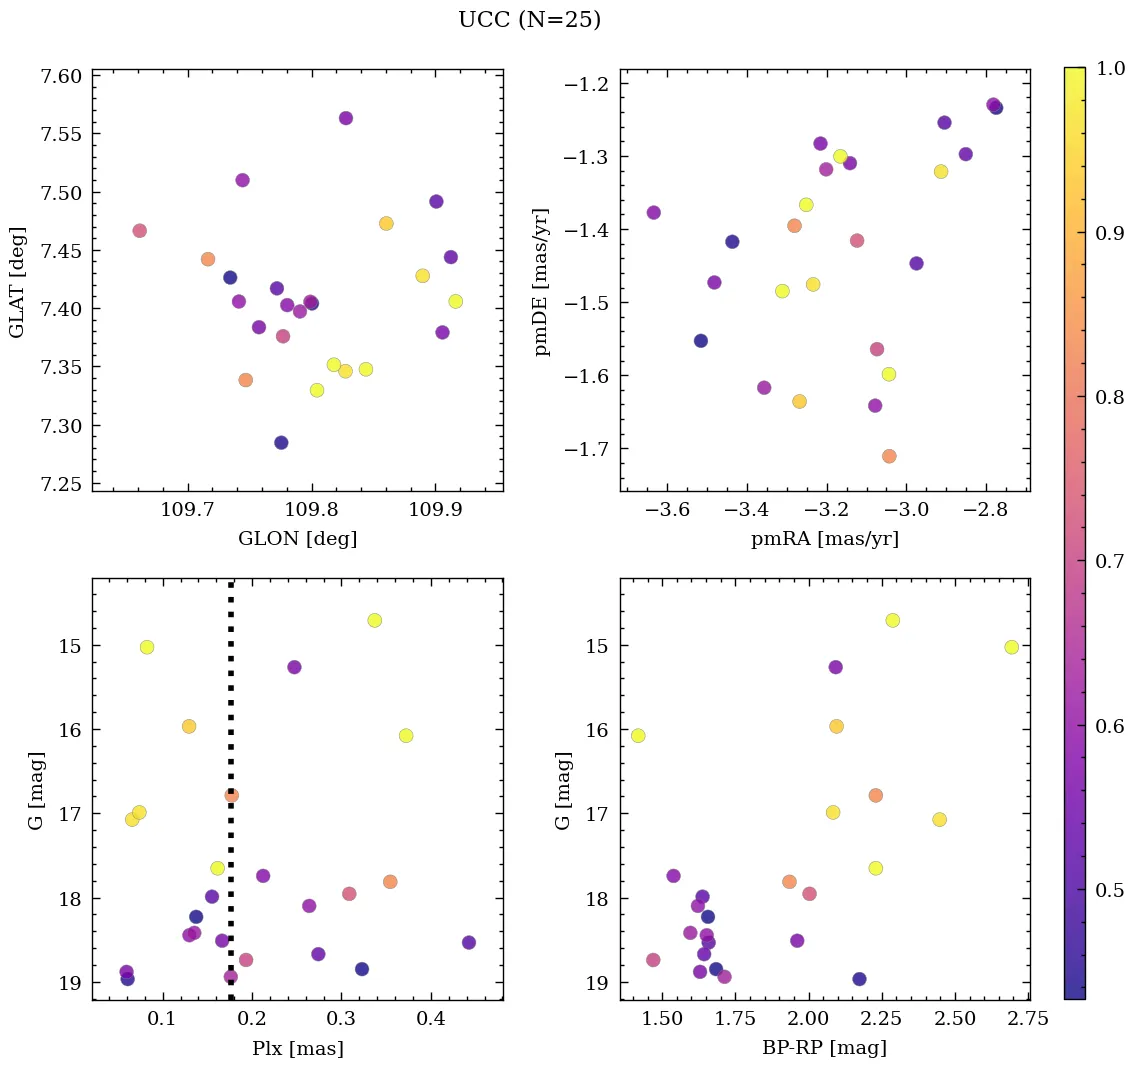 UCC (N=25)
7.60
7.55
7.50
7.45
7.40
7.35
7.30
7.25
GLAT [deg]
109.7 109.8 109.9
GLON [deg]
−1.2
−1.3
−1.4
−1.5
−1.6
−1.7
pmDE [mas/yr]
−3.6 −3.4 −3.2 −3.0 −2.8
pmRA [mas/yr]
15
16
17
18
19
G [mag]
0.1 0.2 0.3 0.4
Plx [mas]
15
16
17
18
19
G [mag]
1.50 1.75 2.00 2.25 2.50 2.75
BP-RP [mag]
1.0
0.9
0.8
0.7
0.6
0.5